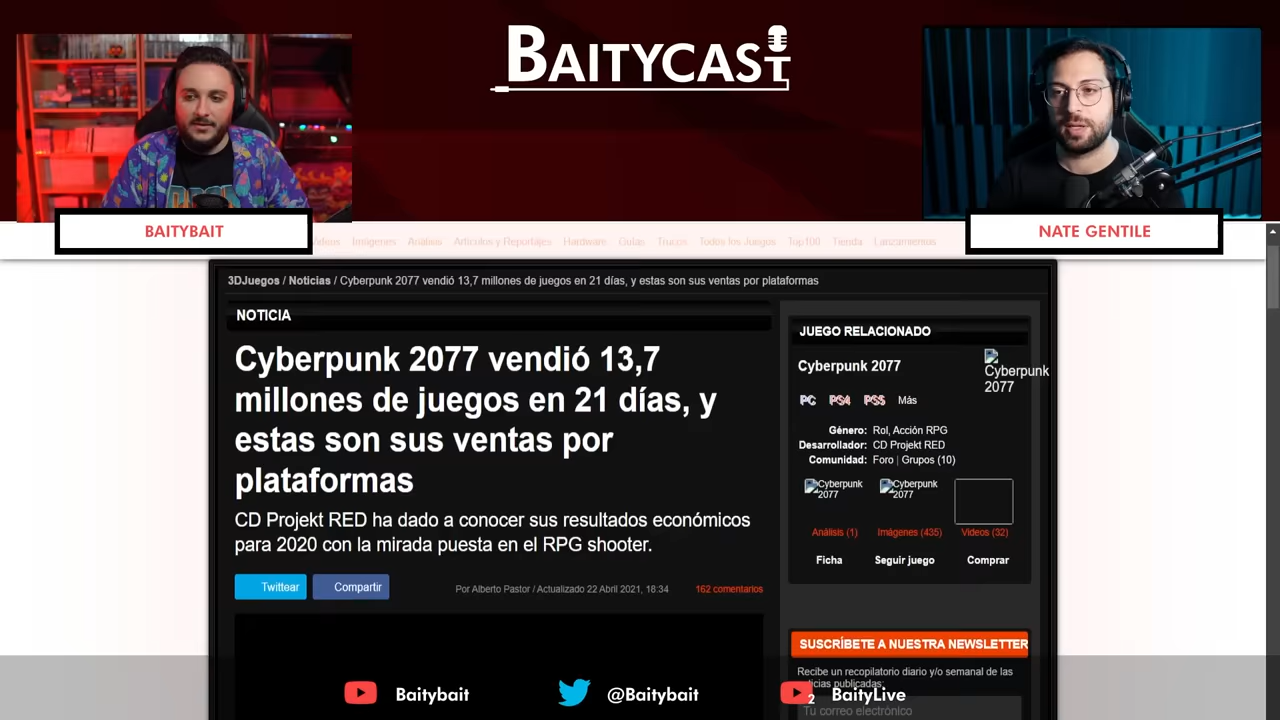 BAITYCAST
BAITYBAIT
NATE GENTILE
Videos Imágenes Análisis Artículos y Reportajes Hardware Guías Trucos Todos los Juegos Top100 Tienda Lanzamientos
3DJuegos / Noticias / Cyberpunk 2077 vendió 13,7 millones de juegos en 21 días, y estas son sus ventas por plataformas
NOTICIA
Cyberpunk 2077 vendió 13,7
millones de juegos en 21 días, y
estas son sus ventas por
plataformas
CD Projekt RED ha dado a conocer sus resultados económicos
para 2020 con la mirada puesta en el RPG shooter.
Twittear Compartir
Por Alberto Pastor / Actualizado 22 Abril 2021, 18:34 162 comentarios
JUEGO RELACIONADO
Cyberpunk 2077
Cyberpunk
2077
PC PS4 PS5 Más
Género: Rol, Acción RPG
Desarrollador: CD Projekt RED
Comunidad: Foro | Grupos (10)
Cyberpunk
2077
Cyberpunk
2077
Análisis (1) Imágenes (435) Videos (32)
Ficha Seguir juego Comprar
SUSCRÍBETE A NUESTRA NEWSLETTER
Recibe un recopilatorio diario y/o semanal de las
publicadas:
2
Tu correo electrónico
Baitybait @Baitybait BaityLive